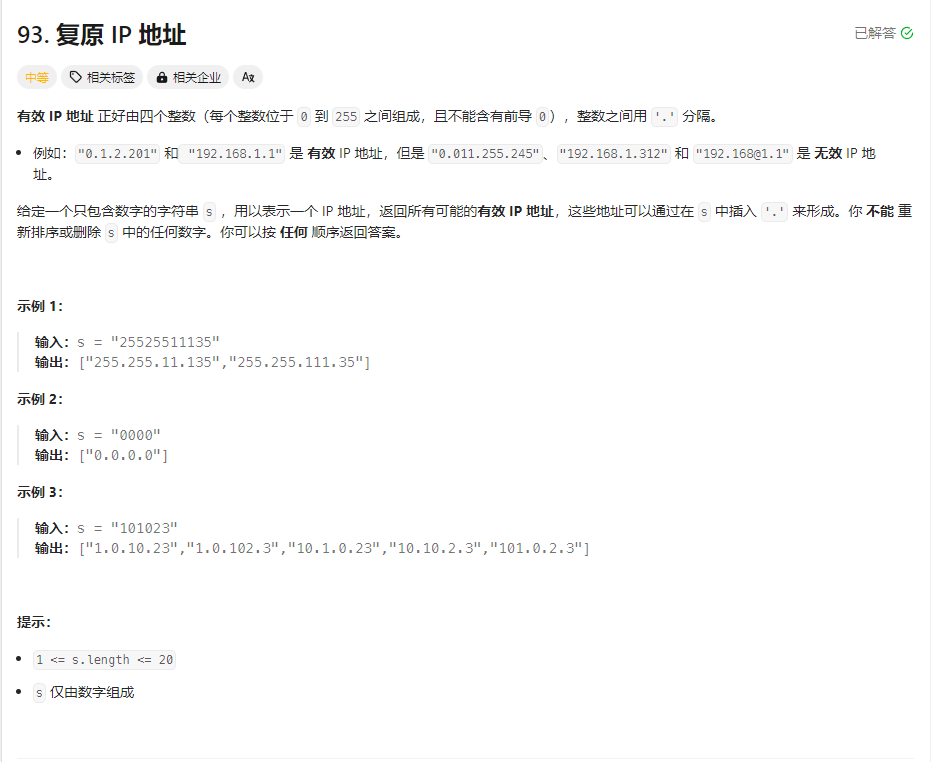 93. 复原 IP 地址
已解答
中等 相关标签 相关企业 Aあ
有效 IP 地址 正好由四个整数（每个整数位于 0 到 255 之间组成，且不能含有前导 0），整数之间用 '.' 分隔。
例如："0.1.2.201" 和 "192.168.1.1" 是 有效 IP 地址，但是 "0.011.255.245"、"192.168.1.312" 和 "192.168@1.1" 是 无效 IP 地
址。
给定一个只包含数字的字符串 s ，用以表示一个 IP 地址，返回所有可能的有效 IP 地址，这些地址可以通过在 s 中插入 '.' 来形成。你 不能 重
新排序或删除 s 中的任何数字。你可以按 任何 顺序返回答案。
示例 1：
输入：s = "25525511135"
输出：["255.255.11.135","255.255.111.35"]
示例 2：
输入：s = "0000"
输出：["0.0.0.0"]
示例 3：
输入：s = "101023"
输出：["1.0.10.23","1.0.102.3","10.1.0.23","10.10.2.3","101.0.2.3"]
提示：
1 <= s.length <= 20
s 仅由数字组成